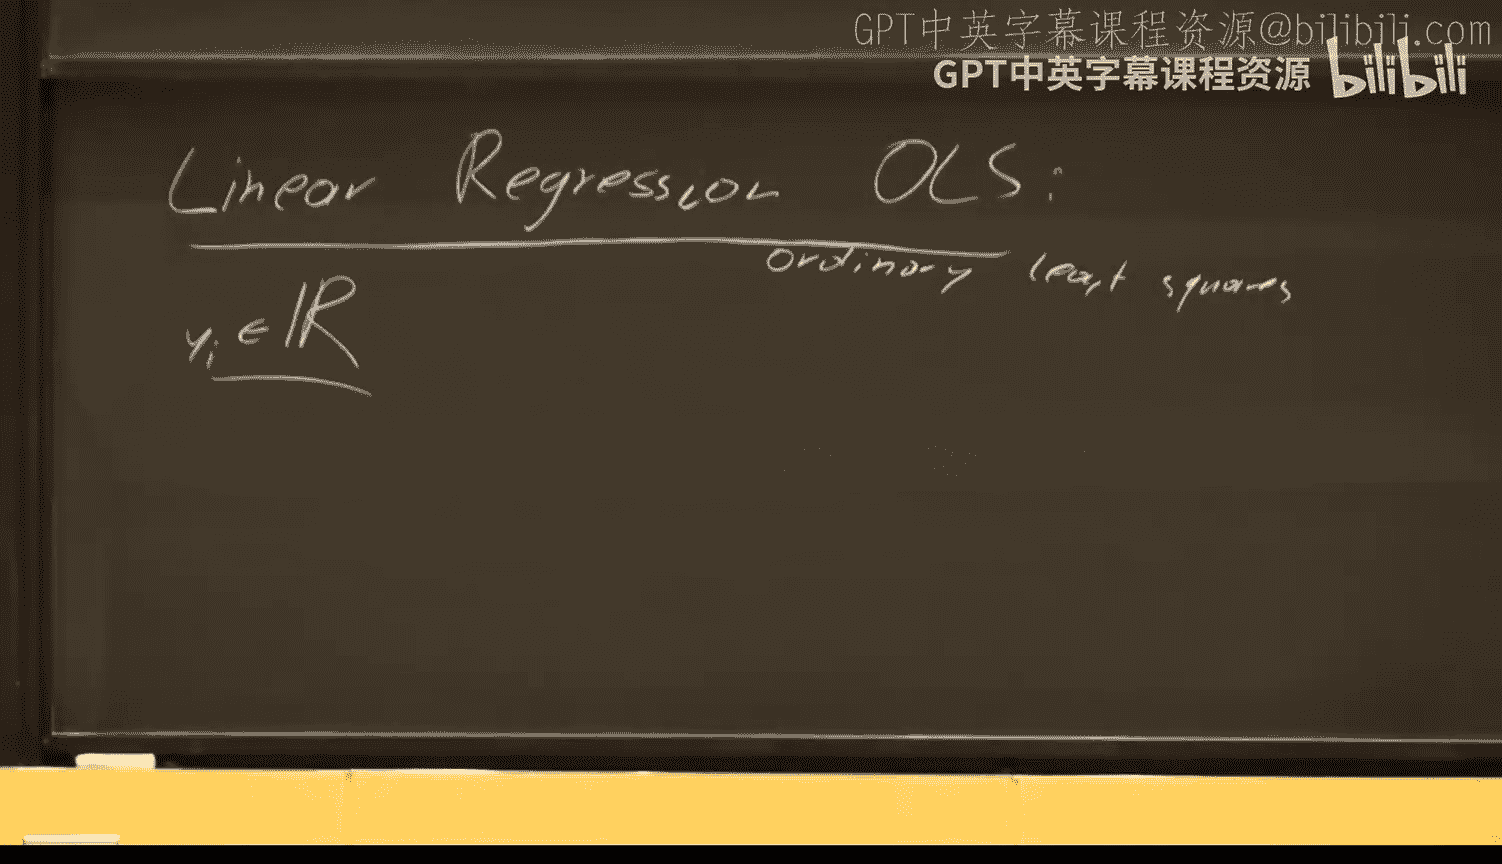 GPT中英字幕课程资源@bilibili.com
GPT中英字幕课程资源 bilibili
Linear Regression OLS:
ordinary least squares
yᵢ ∈ ℝ